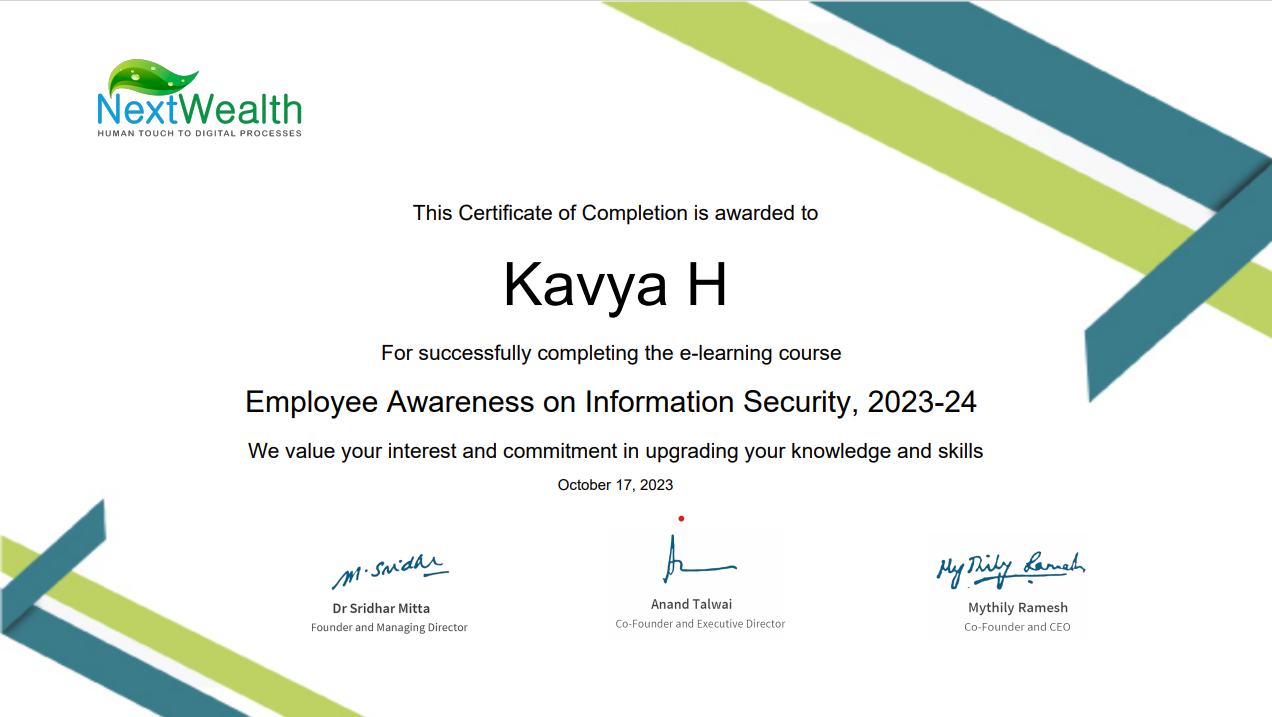 NextWealth
HUMAN TOUCH TO DIGITAL PROCESSES
This Certificate of Completion is awarded to
Kavya H
For successfully completing the e-learning course
Employee Awareness on Information Security, 2023-24
We value your interest and commitment in upgrading your knowledge and skills
October 17, 2023
M. Sridhar
Mythily Ramesh
Dr Sridhar Mitta
Anand Talwai
Mythily Ramesh
Founder and Managing Director
Co-Founder and Executive Director
Co-Founder and CEO